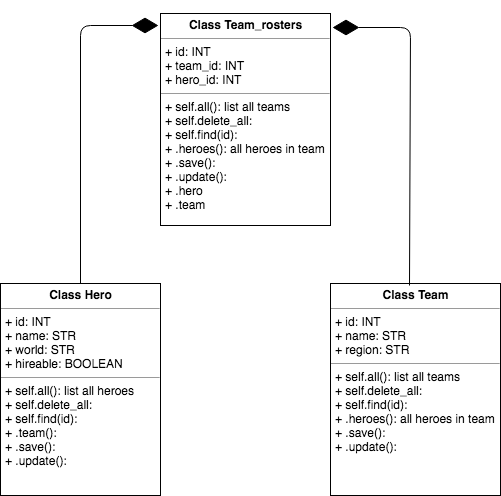 Class Team_rosters
+ id: INT
+ team_id: INT
+ hero_id: INT
+ self.all(): list all teams
+ self.delete_all:
+ self.find(id):
+ .heroes(): all heroes in team
+ .save():
+ .update():
+ .hero
+ .team
Class Hero
+ id: INT
+ name: STR
+ world: STR
+ hireable: BOOLEAN
+ self.all(): list all heroes
+ self.delete_all:
+ self.find(id):
+ .team():
+ .save():
+ .update():
Class Team
+ id: INT
+ name: STR
+ region: STR
+ self.all(): list all teams
+ self.delete_all:
+ self.find(id):
+ .heroes(): all heroes in team
+ .save():
+ .update():